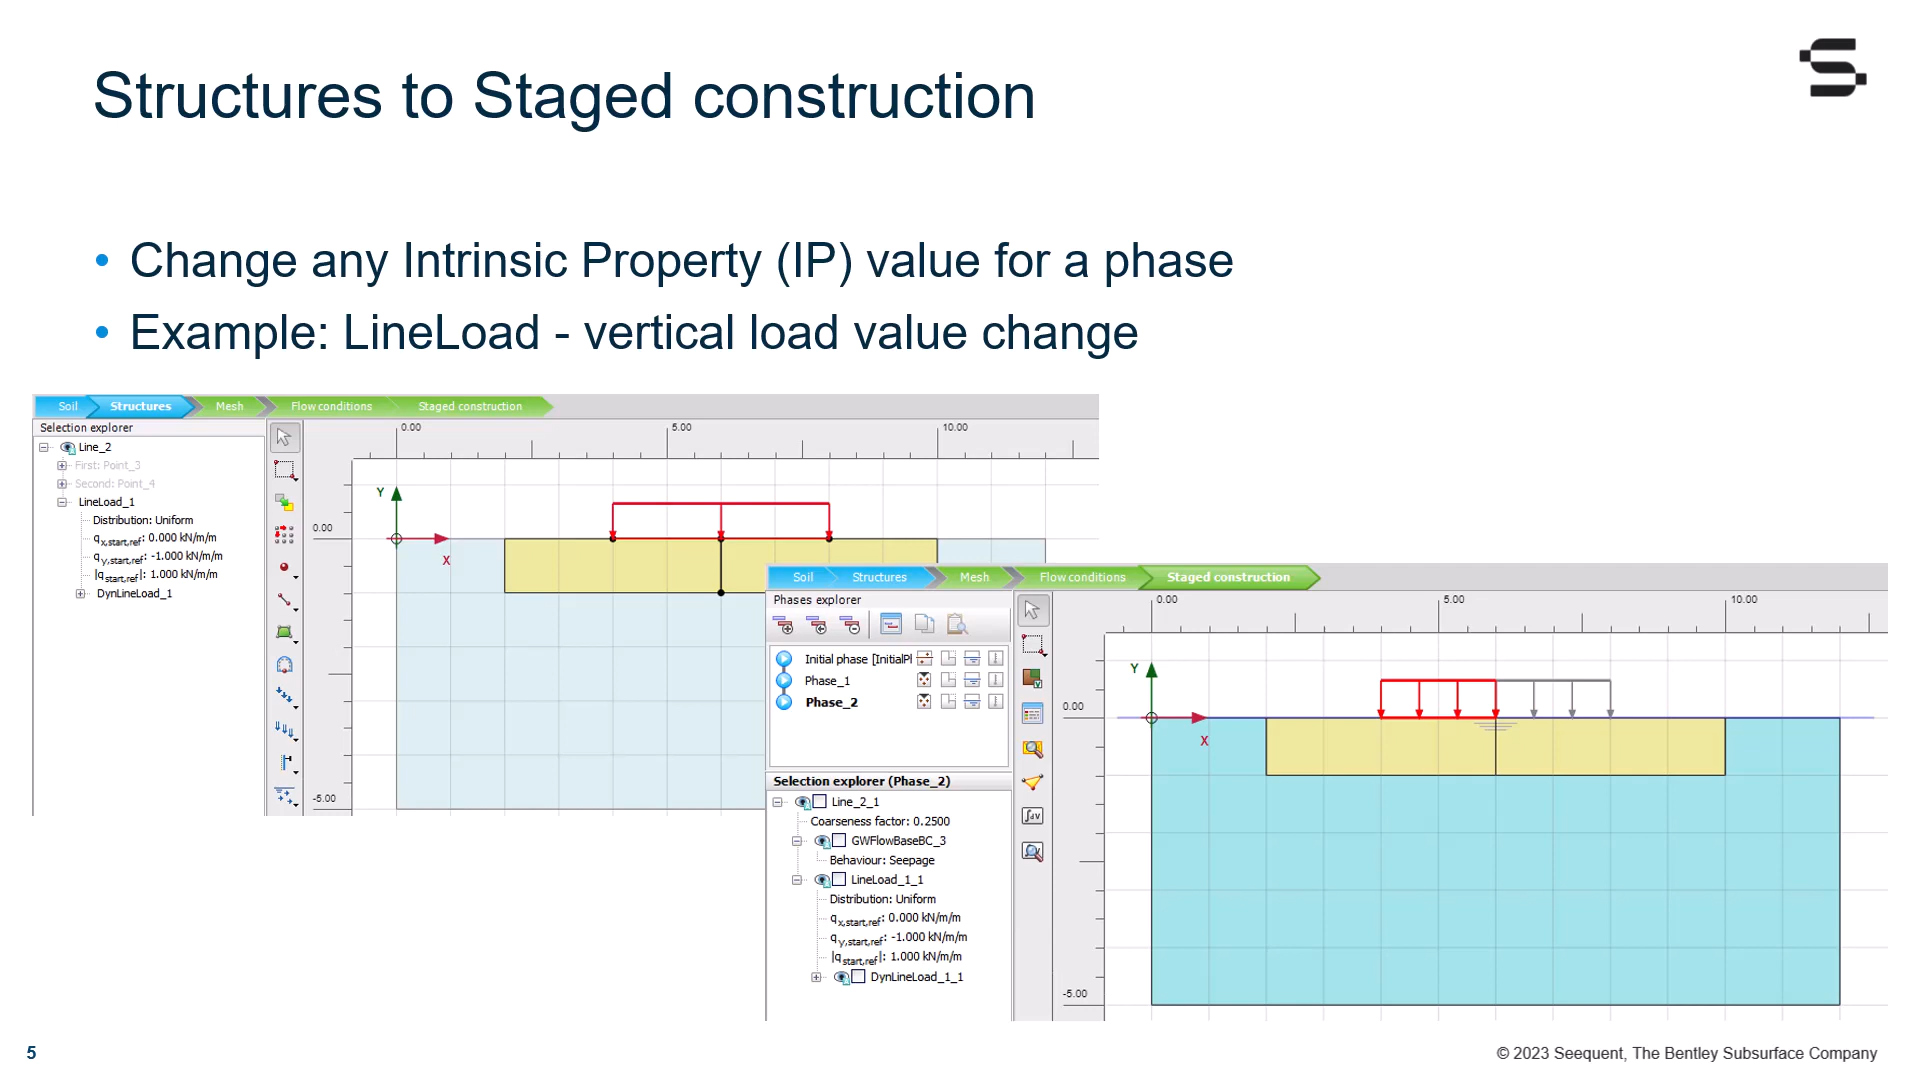 Structures to Staged construction
• Change any Intrinsic Property (IP) value for a phase
• Example: LineLoad - vertical load value change
Soil Structures Mesh Flow conditions Staged construction
Selection explorer
Line_2
First: Point_3
Second: Point_4
LineLoad_1
Distribution: Uniform
qx,start,ref: 0.000 kN/m/m
qy,start,ref: -1.000 kN/m/m
|qstart,ref|: 1.000 kN/m/m
DynLineLoad_1
0.00 5.00 10.00
Y
0.00
X
-5.00
Soil Structures Mesh Flow conditions Staged construction
Phases explorer
Initial phase [InitialPl
Phase_1
Phase_2
Selection explorer (Phase_2)
Line_2_1
Coarseness factor: 0.2500
GWFlowBaseBC_3
Behaviour: Seepage
LineLoad_1_1
Distribution: Uniform
qx,start,ref: 0.000 kN/m/m
qy,start,ref: -1.000 kN/m/m
|qstart,ref|: 1.000 kN/m/m
DynLineLoad_1_1
0.00 5.00 10.00
Y
0.00
X
-5.00
5
© 2023 Seequent, The Bentley Subsurface Company